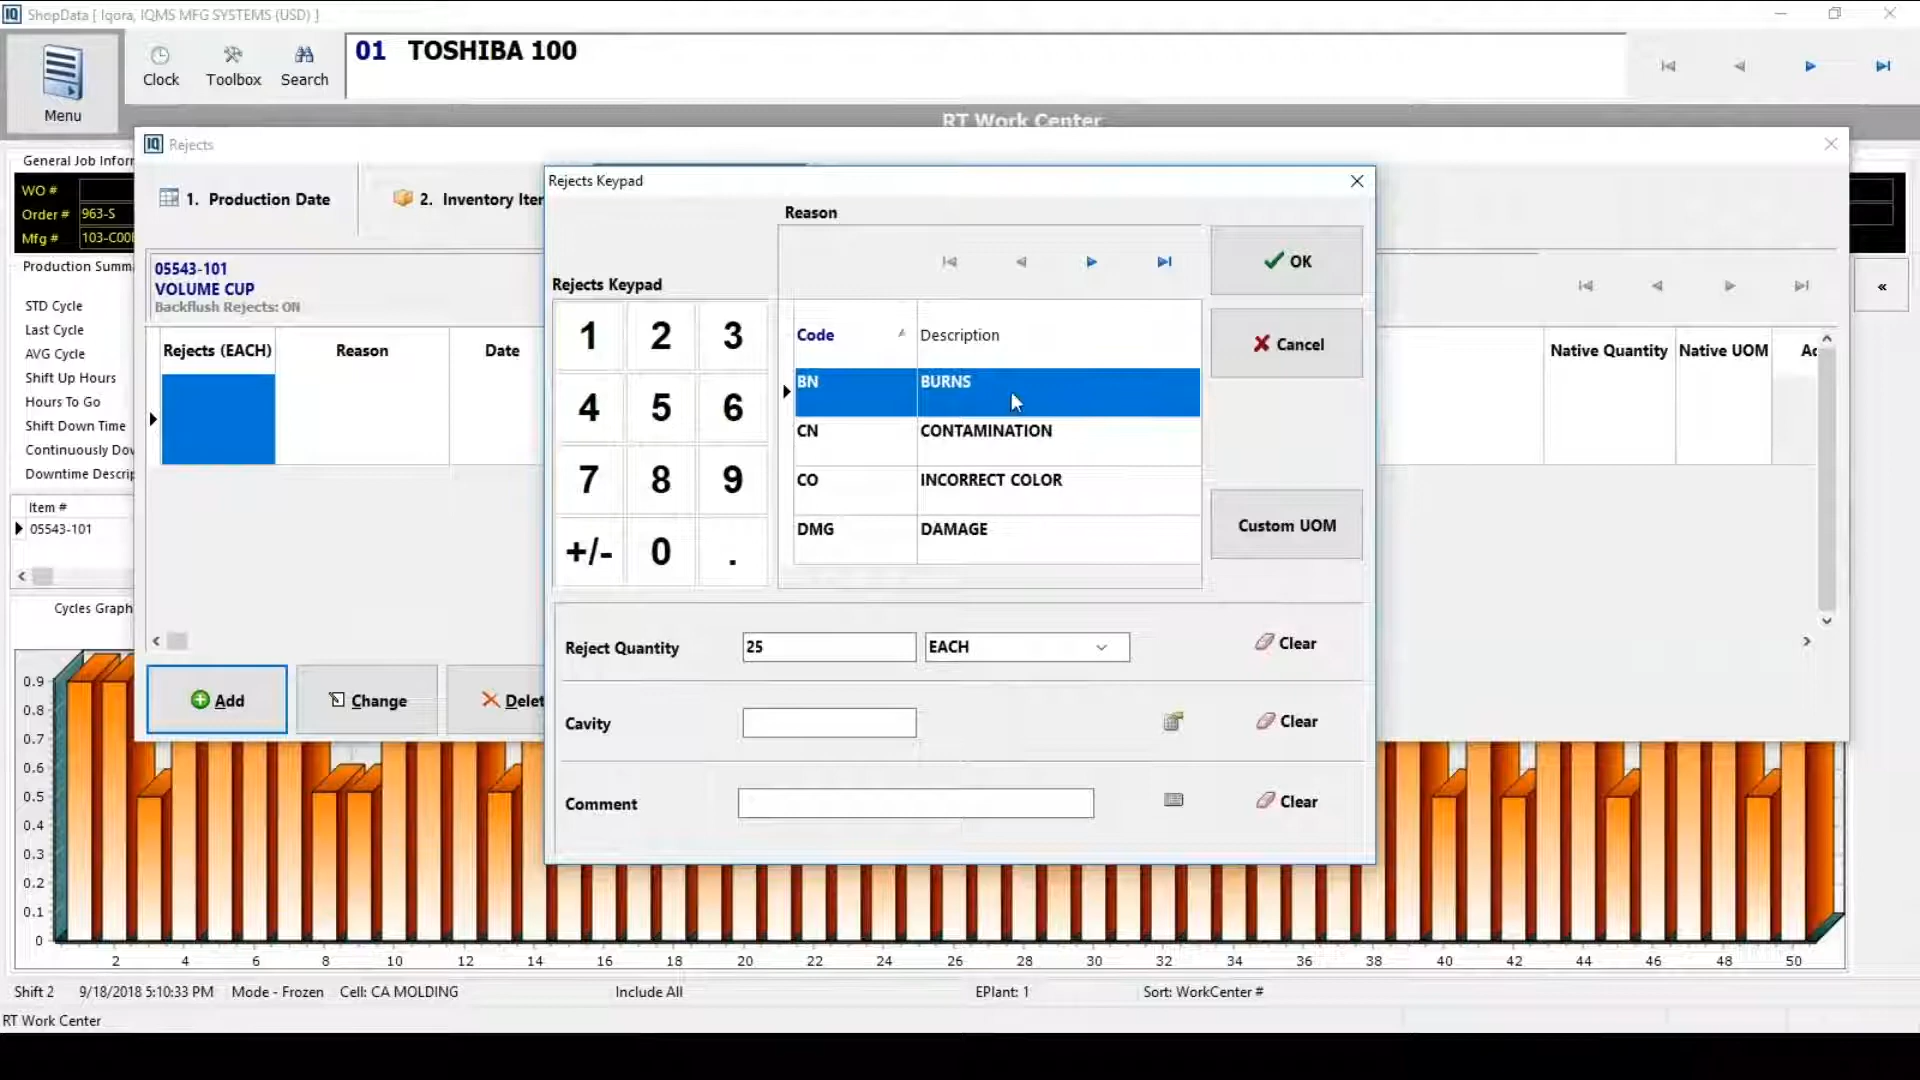 ShopData [ Iqora, IQMS MFG SYSTEMS (USD) ]
Menu
Clock
Toolbox
Search
01 TOSHIBA 100
RT Work Center
General Job Infor
WO #
Order # 963-S
Mfg # 103-C00
Production Summ
STD Cycle
Last Cycle
AVG Cycle
Shift Up Hours
Hours To Go
Shift Down Time
Continuously Dow
Downtime Descrip
Item #
05543-101
Cycles Graph
Rejects
1. Production Date
2. Inventory Iter
05543-101
VOLUME CUP
Backflush Rejects: ON
Rejects (EACH) Reason Date Native Quantity Native UOM Ac
Add
Change
Delet
Rejects Keypad
Rejects Keypad
1 2 3
4 5 6
7 8 9
+/- 0 .
Reason
Code Description
BN BURNS
CN CONTAMINATION
CO INCORRECT COLOR
DMG DAMAGE
OK
Cancel
Custom UOM
Reject Quantity 25 EACH Clear
Cavity Clear
Comment Clear
«
0.9
0.8
0.7
0.6
0.5
0.4
0.3
0.2
0.1
0
2 4 6 8 10 12 14 16 18 20 22 24 26 28 30 32 34 36 38 40 42 44 46 48 50
Shift 2 9/18/2018 5:10:33 PM Mode - Frozen Cell: CA MOLDING Include All EPlant: 1 Sort: WorkCenter #
RT Work Center